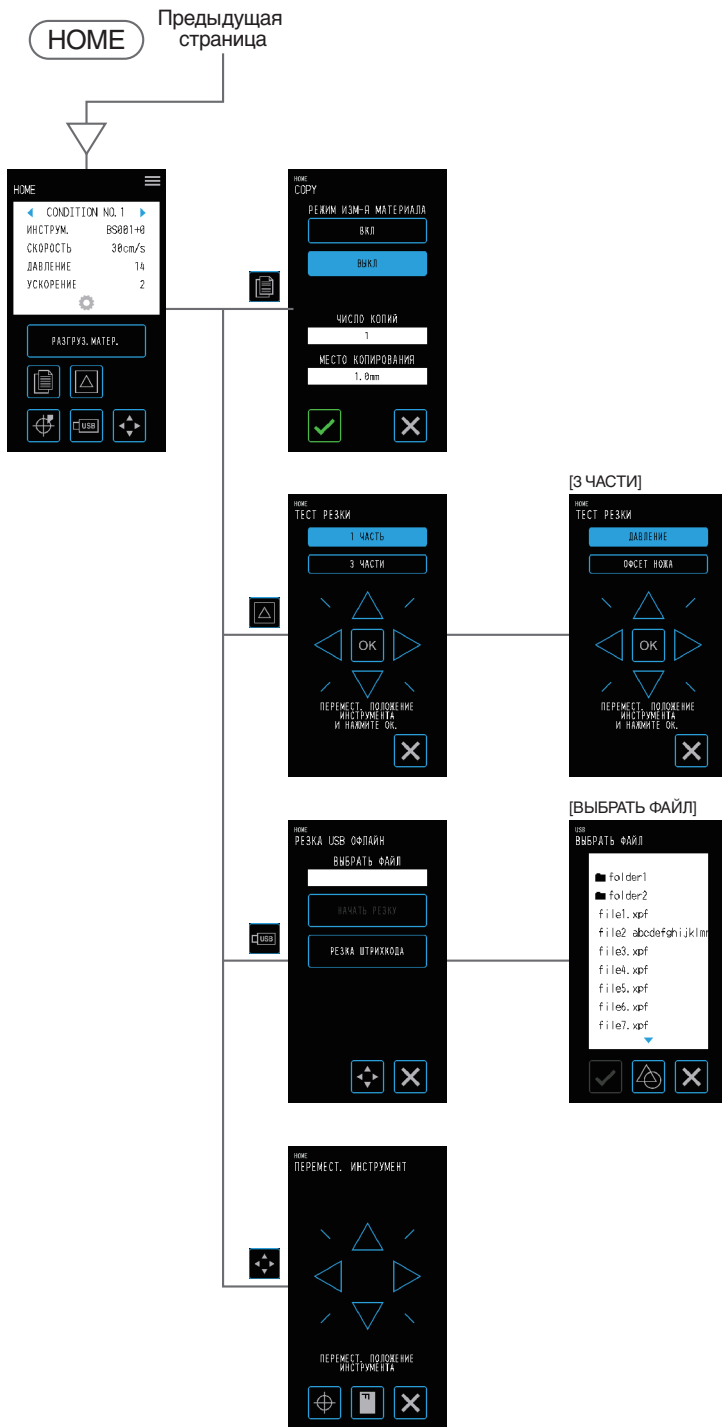 HOME
Предыдущая
страница
HOME
CONDITION NO.1
ИНСТРУМ. BS001+0
СКОРОСТЬ 30cm/s
ДАВЛЕНИЕ 14
УСКОРЕНИЕ 2
РАЗГРУЗ.МАТЕР.
USB
HOME
COPY
РЕЖИМ ИЗМ-Я МАТЕРИАЛА
ВКЛ
ВЫКЛ
ЧИСЛО КОПИЙ
1
МЕСТО КОПИРОВАНИЯ
1.0mm
HOME
ТЕСТ РЕЗКИ
1 ЧАСТЬ
3 ЧАСТИ
OK
ПЕРЕМЕСТ. ПОЛОЖЕНИЕ
ИНСТРУМЕНТА
И НАЖМИТЕ OK.
[3 ЧАСТИ]
HOME
ТЕСТ РЕЗКИ
ДАВЛЕНИЕ
ОФСЕТ НОЖА
OK
ПЕРЕМЕСТ. ПОЛОЖЕНИЕ
ИНСТРУМЕНТА
И НАЖМИТЕ OK.
USB
HOME
РЕЗКА USB ОФЛАЙН
ВЫБРАТЬ ФАЙЛ
НАЧАТЬ РЕЗКУ
РЕЗКА ШТРИХКОДА
[ВЫБРАТЬ ФАЙЛ]
USB
ВЫБРАТЬ ФАЙЛ
folder1
folder2
file1.xpf
file2 abcdefghijklmn
file3.xpf
file4.xpf
file5.xpf
file6.xpf
file7.xpf
HOME
ПЕРЕМЕСТ. ИНСТРУМЕНТ
ПЕРЕМЕСТ. ПОЛОЖЕНИЕ
ИНСТРУМЕНТА